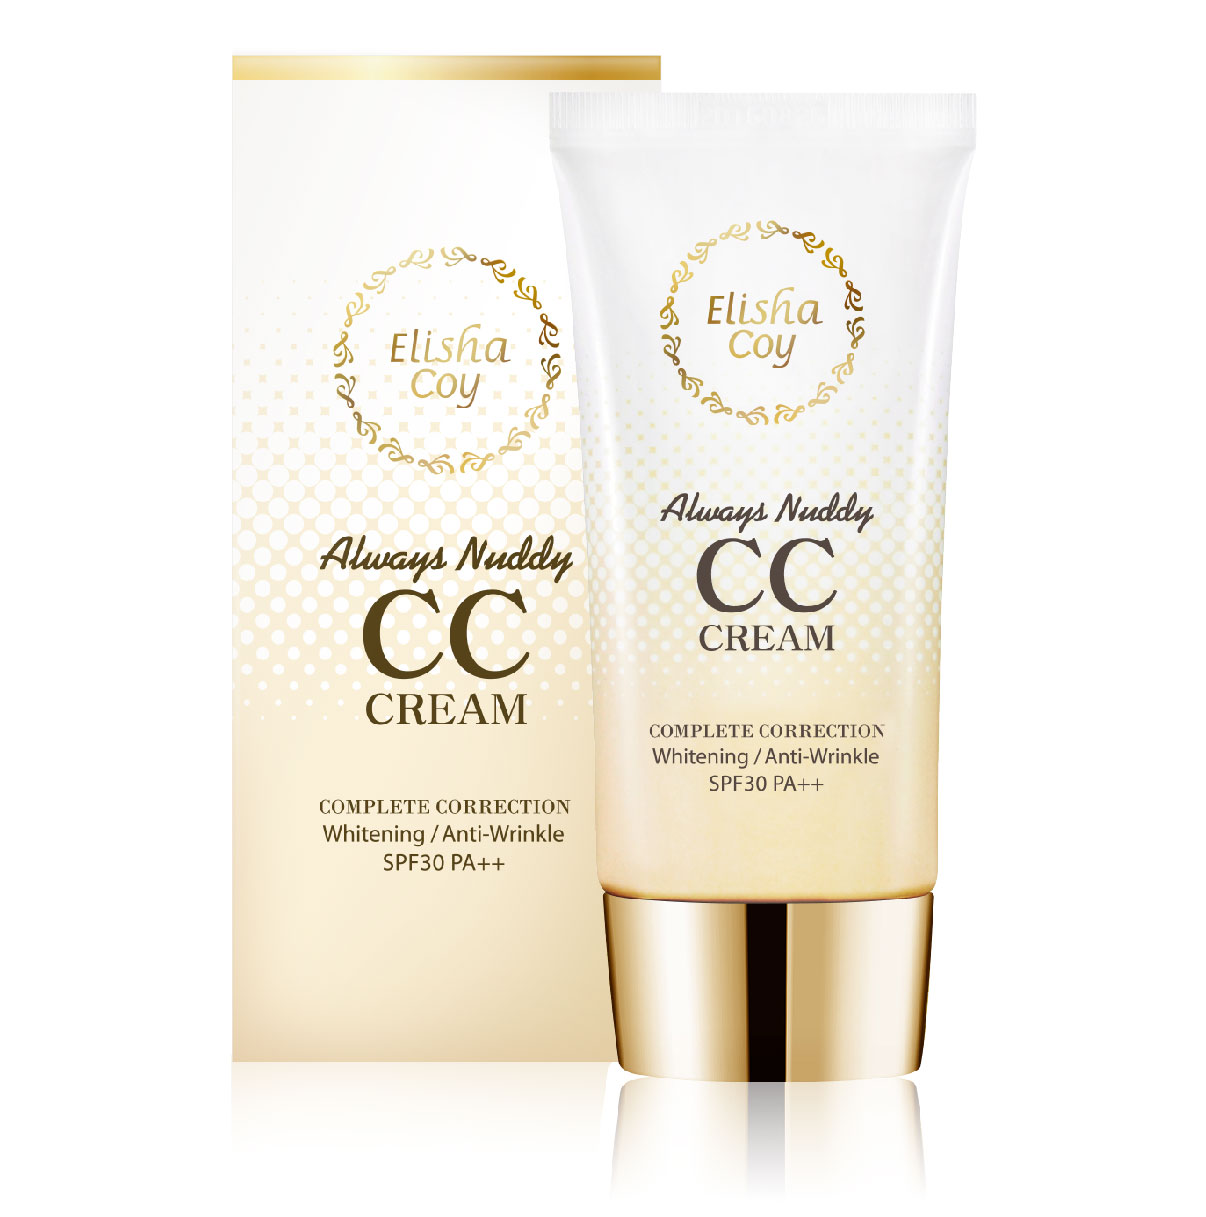 Elisha
Coy
Always Nuddy
CC
CREAM
COMPLETE CORRECTION
Whitening / Anti-Wrinkle
SPF30 PA++
Elisha
Coy
Always Nuddy
CC
CREAM
COMPLETE CORRECTION
Whitening / Anti-Wrinkle
SPF30 PA++